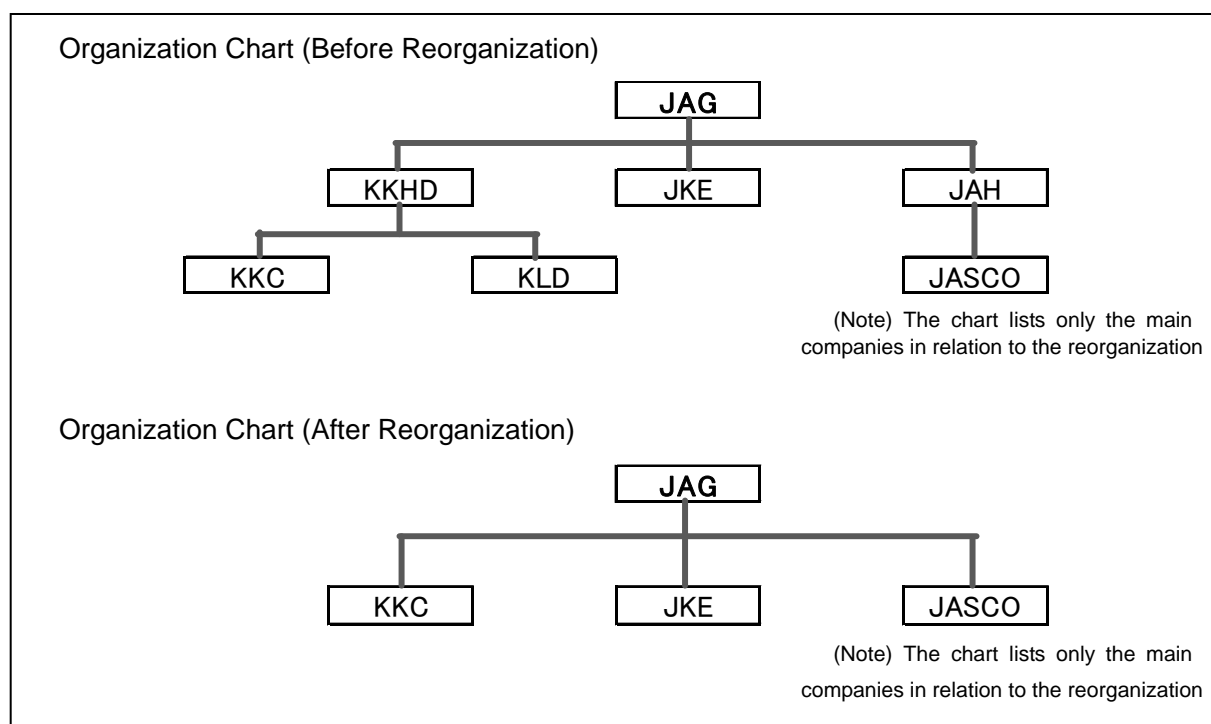 Organization Chart (Before Reorganization)
JAG
KKHD JKE JAH
KKC KLD JASCO
(Note) The chart lists only the main
companies in relation to the reorganization
Organization Chart (After Reorganization)
JAG
KKC JKE JASCO
(Note) The chart lists only the main
companies in relation to the reorganization